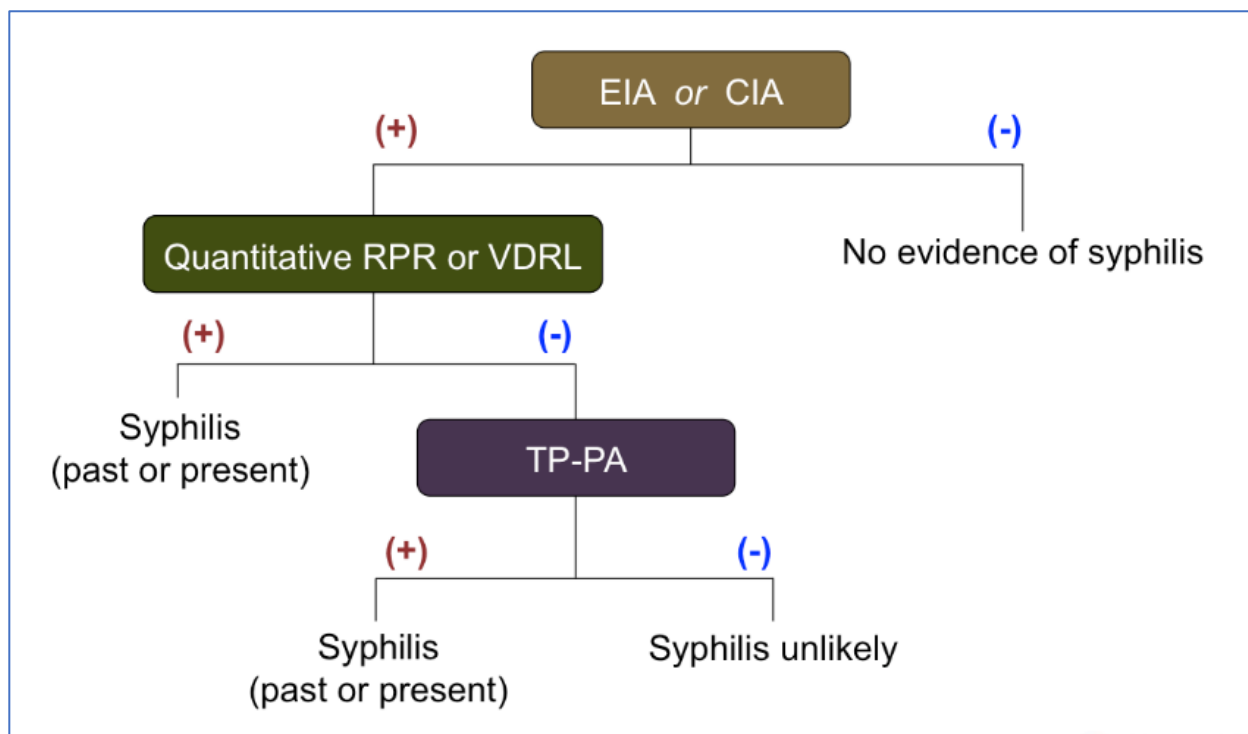 EIA or CIA
(+)
(-)
Quantitative RPR or VDRL
No evidence of syphilis
(+)
(-)
Syphilis
(past or present)
TP-PA
(+)
(-)
Syphilis
(past or present)
Syphilis unlikely